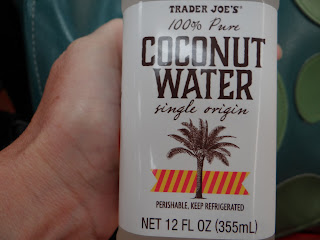 TRADER JOE'S®
100% Pure
COCONUT
WATER
single origin
PERISHABLE. KEEP REFRIGERATED
NET 12 FL OZ (355mL)